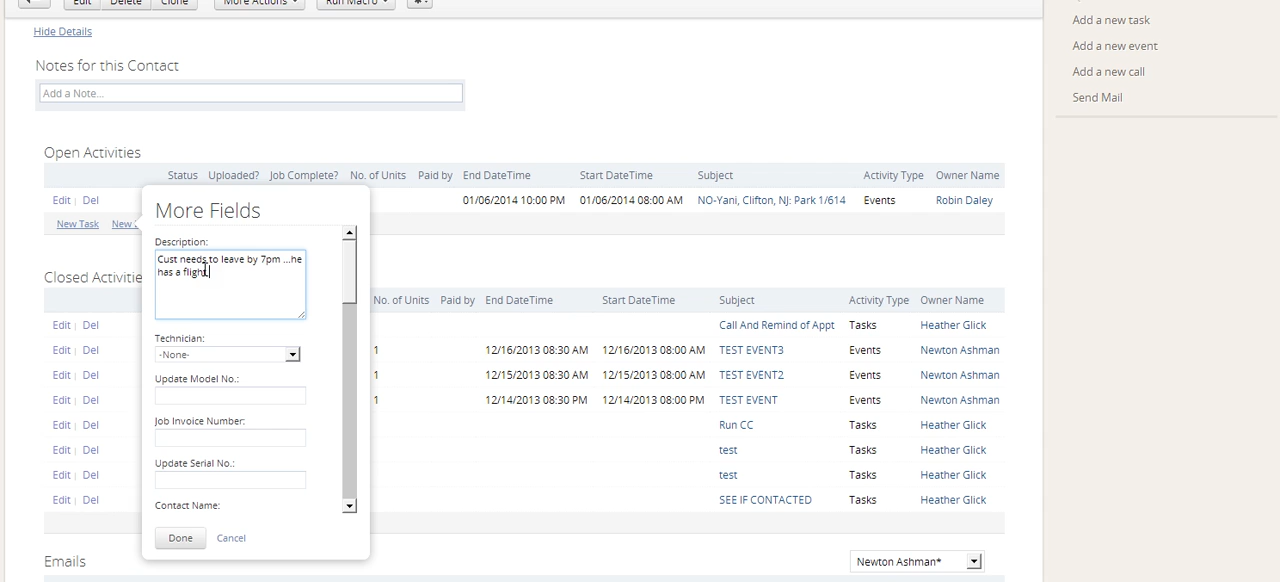 Edit Delete Clone More Actions Run Macro
Add a new task
Hide Details
Add a new event
Notes for this Contact
Add a new call
Add a Note...
Send Mail
Open Activities
Status Uploaded? Job Complete? No. of Units Paid by End DateTime Start DateTime Subject Activity Type Owner Name
Edit | Del 01/06/2014 10:00 PM 01/06/2014 08:00 AM NO-Yani, Clifton, NJ: Park 1/614 Events Robin Daley
New Task New
More Fields
Description:
Cust needs to leave by 7pm ...he
has a flight
Technician:
-None-
Update Model No.:
Job Invoice Number:
Update Serial No.:
Contact Name:
Done Cancel
Closed Activitie
No. of Units Paid by End DateTime Start DateTime Subject Activity Type Owner Name
Edit | Del Call And Remind of Appt Tasks Heather Glick
Edit | Del 1 12/16/2013 08:30 AM 12/16/2013 08:00 AM TEST EVENT3 Events Newton Ashman
Edit | Del 1 12/15/2013 08:30 AM 12/15/2013 08:00 AM TEST EVENT2 Events Newton Ashman
Edit | Del 1 12/14/2013 08:30 PM 12/14/2013 08:00 PM TEST EVENT Events Newton Ashman
Edit | Del Run CC Tasks Heather Glick
Edit | Del test Tasks Heather Glick
Edit | Del test Tasks Heather Glick
Edit | Del SEE IF CONTACTED Tasks Heather Glick
Emails Newton Ashman*